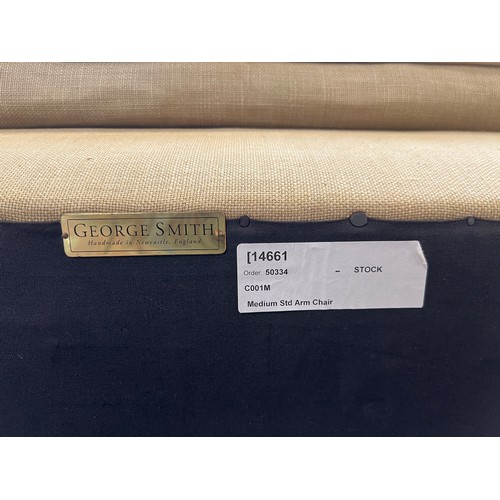 GEORGE SMITH
Handmade in Newcastle, England
[14661
Order: 50334 – STOCK
C001M
Medium Std Arm Chair